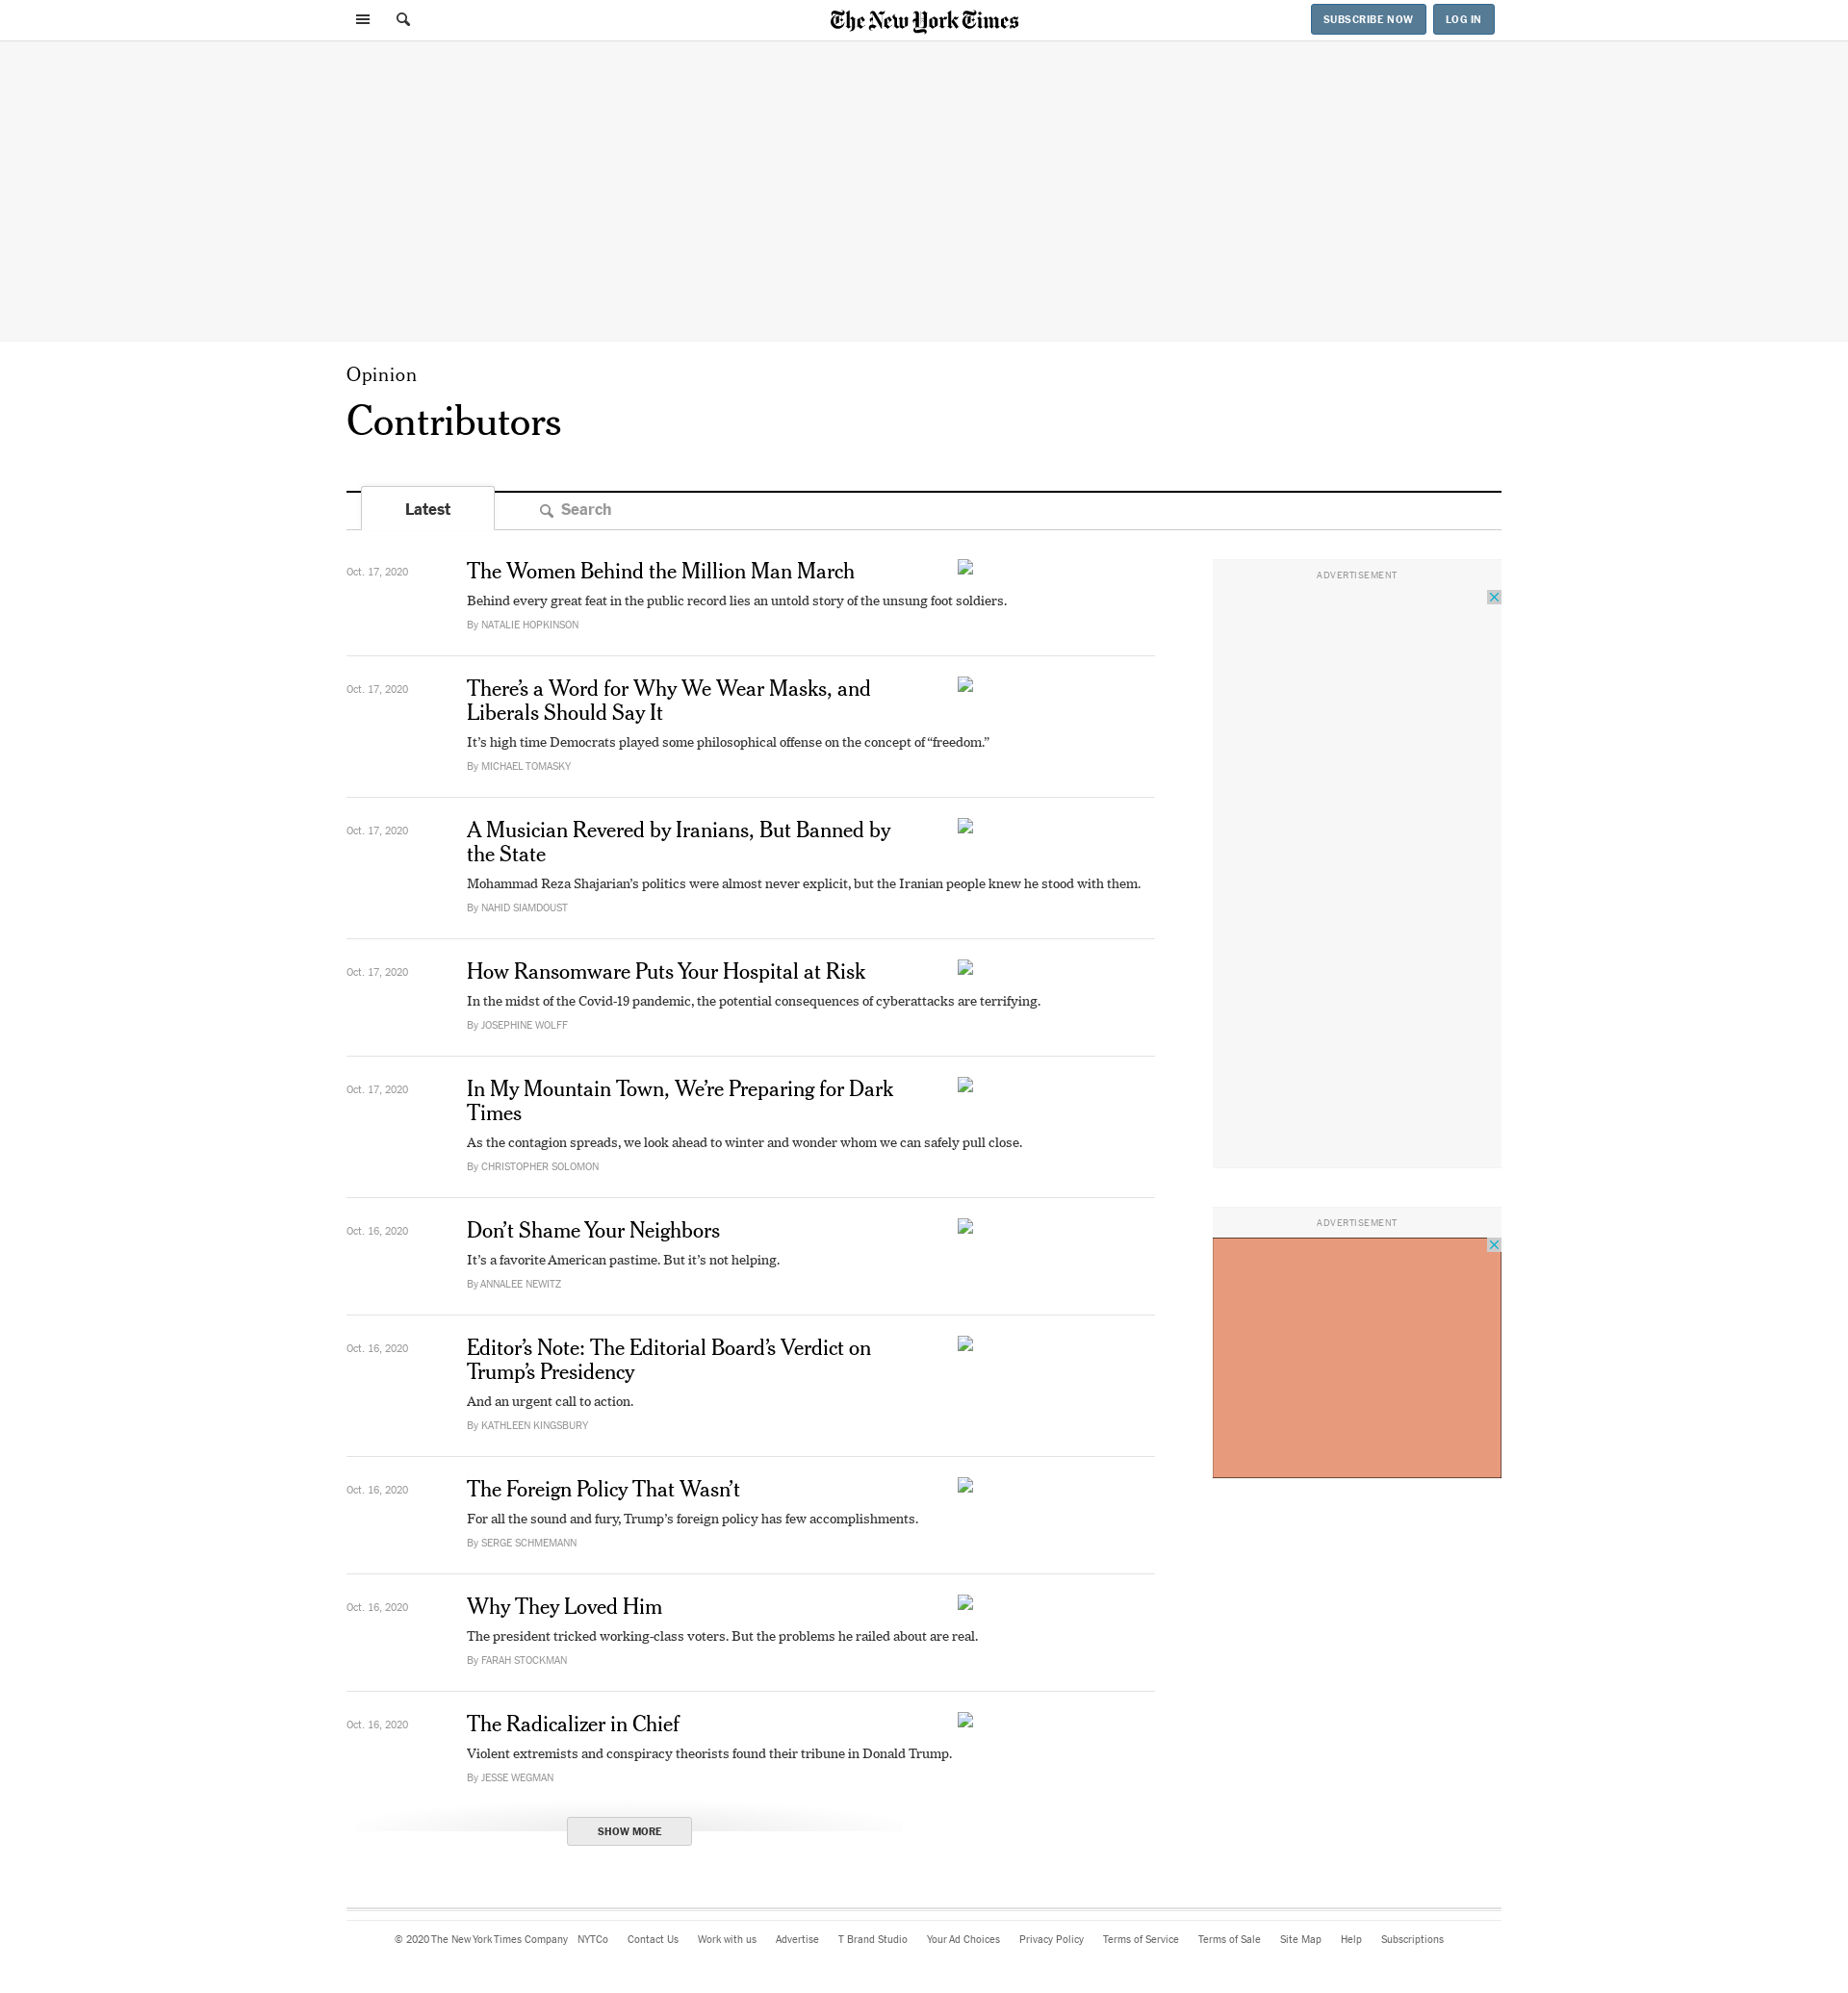 The New York Times
SUBSCRIBE NOW
LOG IN
Opinion
Contributors
Latest
Search
Oct. 17, 2020
The Women Behind the Million Man March
Behind every great feat in the public record lies an untold story of the unsung foot soldiers.
By NATALIE HOPKINSON
Oct. 17, 2020
There’s a Word for Why We Wear Masks, and
Liberals Should Say It
It’s high time Democrats played some philosophical offense on the concept of “freedom.”
By MICHAEL TOMASKY
Oct. 17, 2020
A Musician Revered by Iranians, But Banned by
the State
Mohammad Reza Shajarian’s politics were almost never explicit, but the Iranian people knew he stood with them.
By NAHID SIAMDOUST
Oct. 17, 2020
How Ransomware Puts Your Hospital at Risk
In the midst of the Covid-19 pandemic, the potential consequences of cyberattacks are terrifying.
By JOSEPHINE WOLFF
Oct. 17, 2020
In My Mountain Town, We’re Preparing for Dark
Times
As the contagion spreads, we look ahead to winter and wonder whom we can safely pull close.
By CHRISTOPHER SOLOMON
Oct. 16, 2020
Don’t Shame Your Neighbors
It’s a favorite American pastime. But it’s not helping.
By ANNALEE NEWITZ
Oct. 16, 2020
Editor’s Note: The Editorial Board’s Verdict on
Trump’s Presidency
And an urgent call to action.
By KATHLEEN KINGSBURY
Oct. 16, 2020
The Foreign Policy That Wasn’t
For all the sound and fury, Trump’s foreign policy has few accomplishments.
By SERGE SCHMEMANN
Oct. 16, 2020
Why They Loved Him
The president tricked working-class voters. But the problems he railed about are real.
By FARAH STOCKMAN
Oct. 16, 2020
The Radicalizer in Chief
Violent extremists and conspiracy theorists found their tribune in Donald Trump.
By JESSE WEGMAN
SHOW MORE
ADVERTISEMENT
ADVERTISEMENT
© 2020 The New York Times Company NYTCo Contact Us Work with us Advertise T Brand Studio Your Ad Choices Privacy Policy Terms of Service Terms of Sale Site Map Help Subscriptions